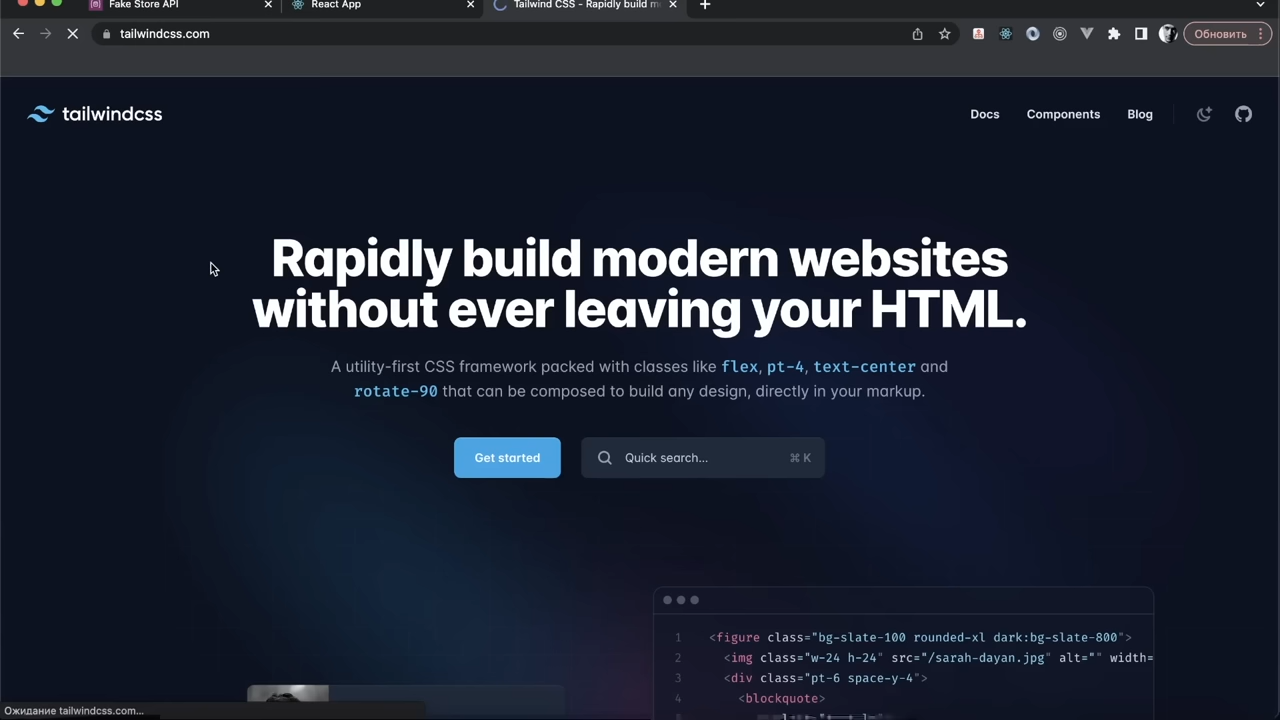 Fake Store API
React App
Tailwind CSS - Rapidly build m
tailwindcss.com
Обновить
tailwindcss
Docs
Components
Blog
Rapidly build modern websites
without ever leaving your HTML.
A utility-first CSS framework packed with classes like flex, pt-4, text-center and
rotate-90 that can be composed to build any design, directly in your markup.
Get started
Quick search...
⌘ K
1 <figure class="bg-slate-100 rounded-xl dark:bg-slate-800">
2 <img class="w-24 h-24" src="/sarah-dayan.jpg" alt="" width=
3 <div class="pt-6 space-y-4">
4 <blockquote>
Ожидание tailwindcss.com...